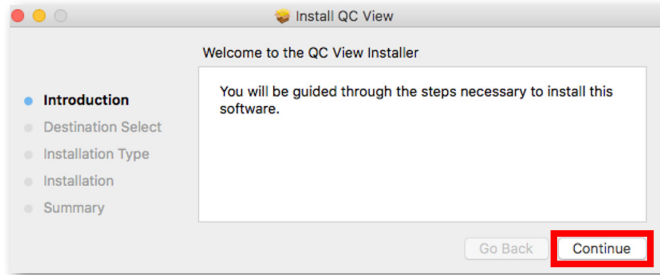 Install QC View
Welcome to the QC View Installer
Introduction
Destination Select
Installation Type
Installation
Summary
You will be guided through the steps necessary to install this
software.
Go Back
Continue